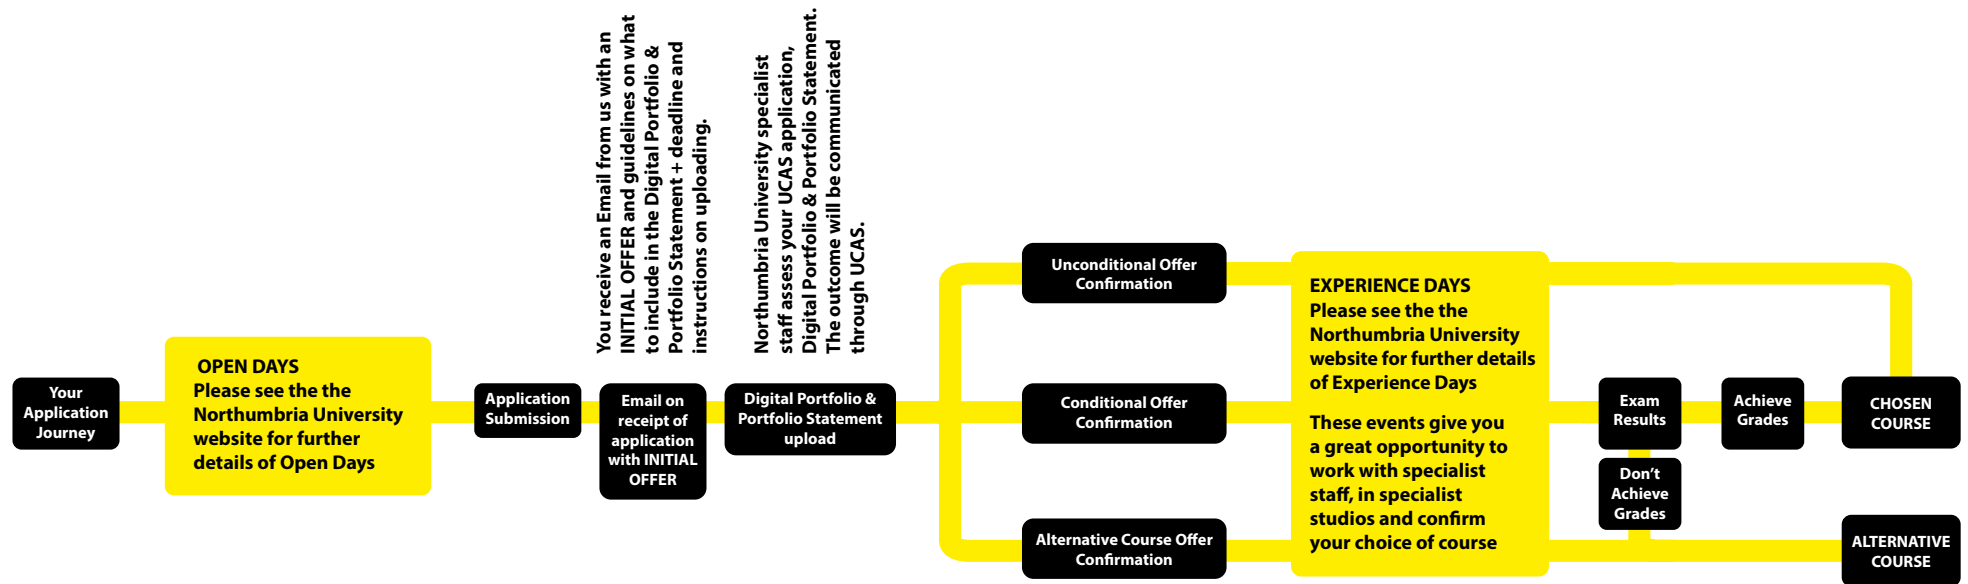 Your
Application
Journey
OPEN DAYS
Please see the the
Northumbria University
website for further
details of Open Days
Application
Submission
You receive an Email from us with an
INITIAL OFFER and guidelines on what
to include in the Digital Portfolio &
Portfolio Statement + deadline and
instructions on uploading.
Email on
receipt of
application
with INITIAL
OFFER
Northumbria University specialist
staff assess your UCAS application,
Digital Portfolio & Portfolio Statement.
The outcome will be communicated
through UCAS.
Digital Portfolio &
Portfolio Statement
upload
Unconditional Offer
Confirmation
Conditional Offer
Confirmation
Alternative Course Offer
Confirmation
EXPERIENCE DAYS
Please see the the
Northumbria University
website for further details
of Experience Days
These events give you
a great opportunity to
work with specialist
staff, in specialist
studios and confirm
your choice of course
Exam
Results
Don't
Achieve
Grades
Achieve
Grades
CHOSEN
COURSE
ALTERNATIVE
COURSE